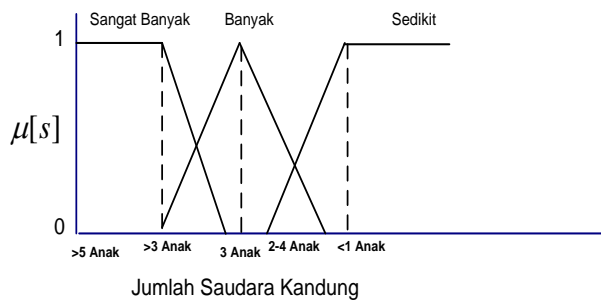 Sangat Banyak Banyak Sedikit
1
μ[s]
0
>5 Anak >3 Anak 3 Anak 2-4 Anak <1 Anak
Jumlah Saudara Kandung